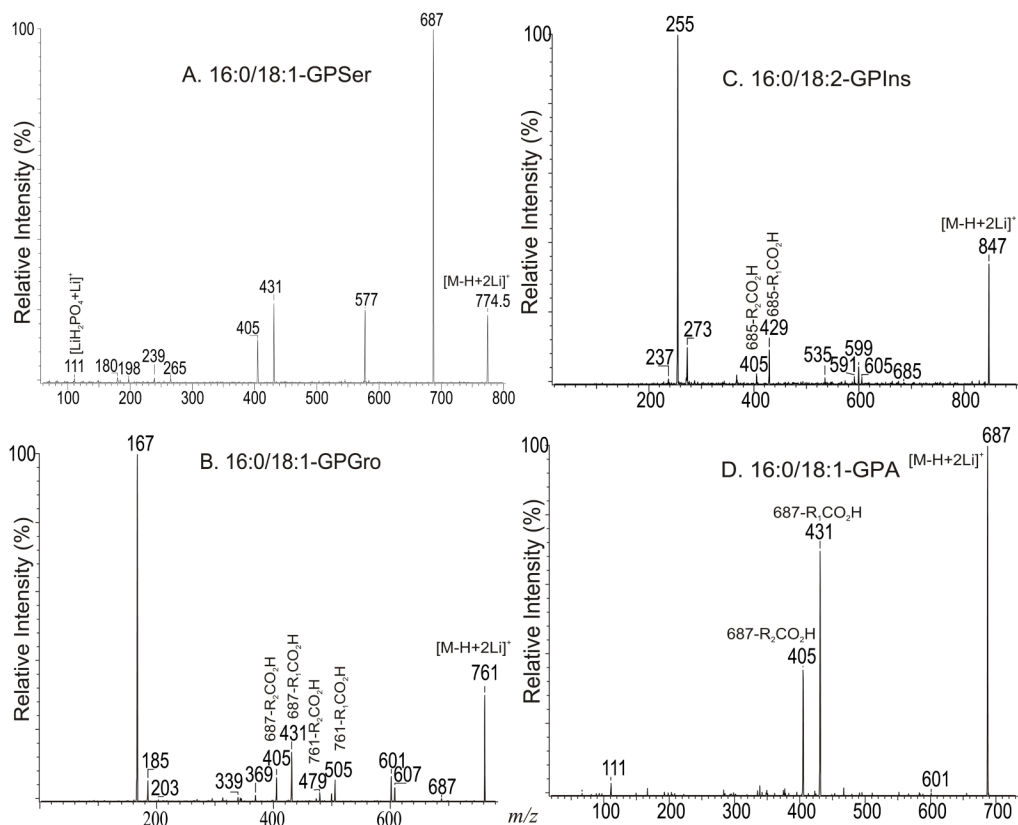 A. 16:0/18:1-GPSer
Relative Intensity (%)
100
687
[M-H+2Li]⁺
774.5
577
431
405
[LiH₂PO₄+Li]⁺
111
180
198
239
265
100 200 300 400 500 600 700 800
C. 16:0/18:2-GPIns
Relative Intensity (%)
100
255
[M-H+2Li]⁺
847
685-R₂CO₂H
685-R₁CO₂H
237
273
405
429
535
591
599
605
685
200 400 600 800
B. 16:0/18:1-GPGro
Relative Intensity (%)
100
167
[M-H+2Li]⁺
761
687-R₂CO₂H
687-R₁CO₂H
761-R₂CO₂H
761-R₁CO₂H
185
203
339
369
405
431
479
505
601
607
687
200 400 600
m/z
D. 16:0/18:1-GPA
Relative Intensity (%)
100
687
[M-H+2Li]⁺
687-R₁CO₂H
431
687-R₂CO₂H
405
111
601
100 200 300 400 500 600 700